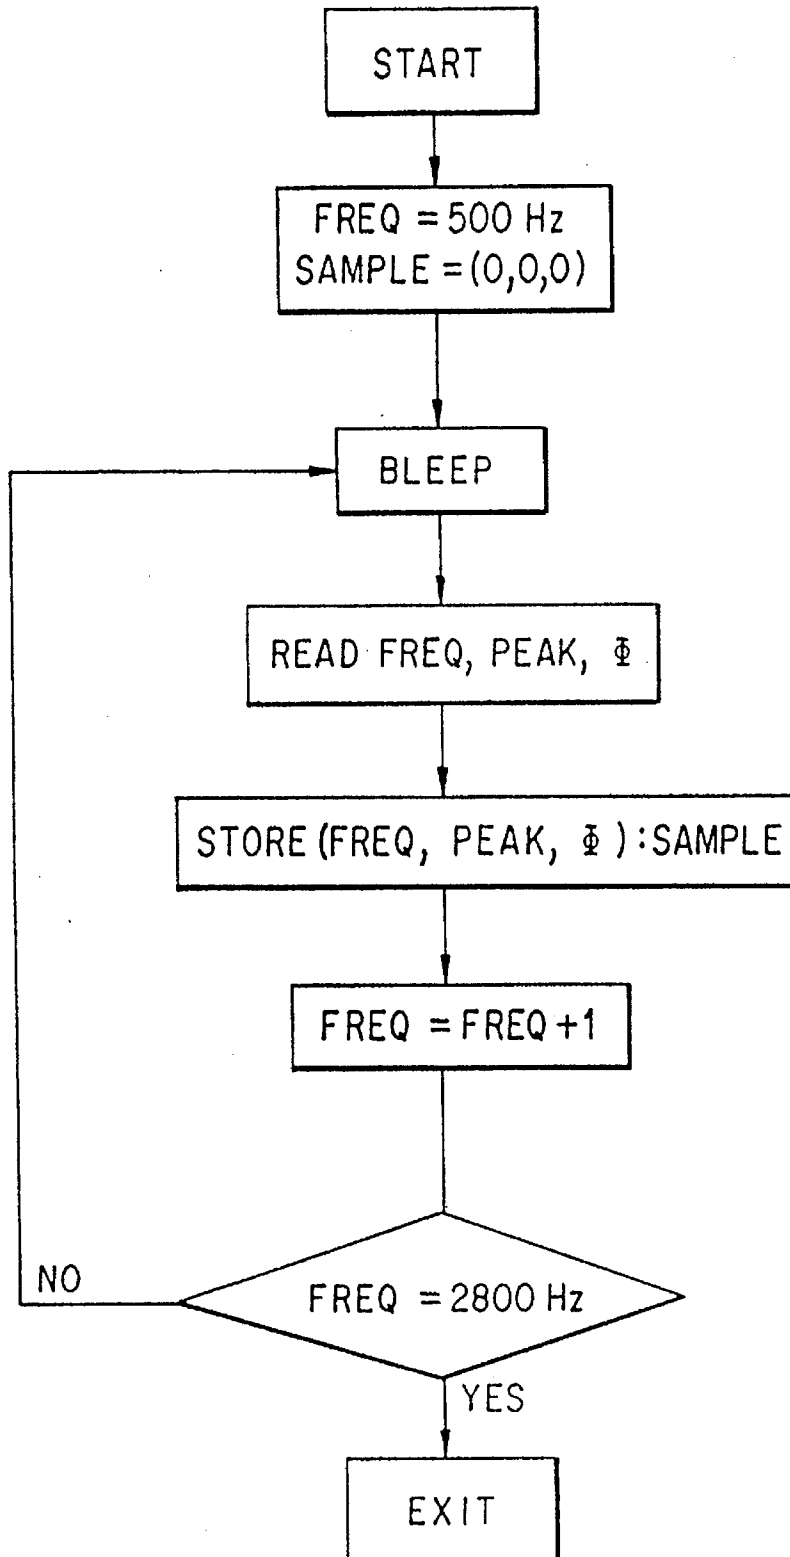 START
FREQ = 500 Hz
SAMPLE = (0,0,0)
BLEEP
READ FREQ, PEAK, Φ
STORE (FREQ, PEAK, Φ ) : SAMPLE
FREQ = FREQ +1
FREQ = 2800 Hz
NO
YES
EXIT